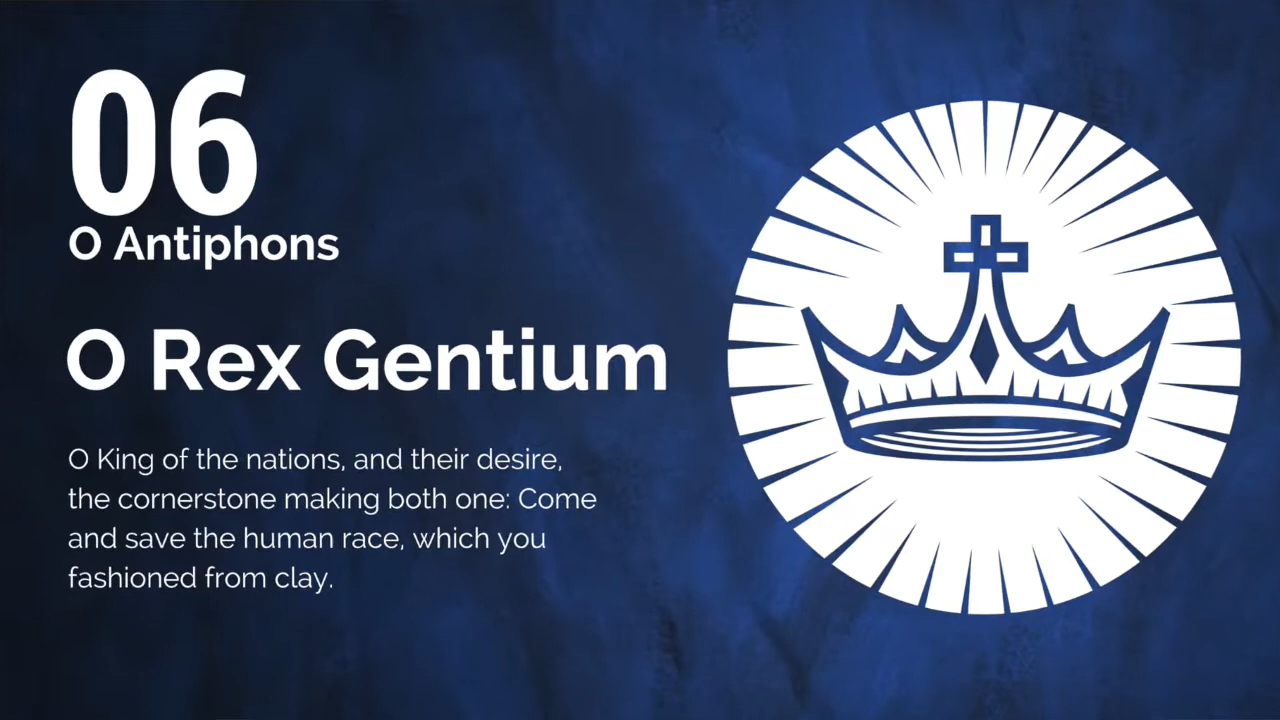 06
O Antiphons
O Rex Gentium
O King of the nations, and their desire,
the cornerstone making both one: Come
and save the human race, which you
fashioned from clay.